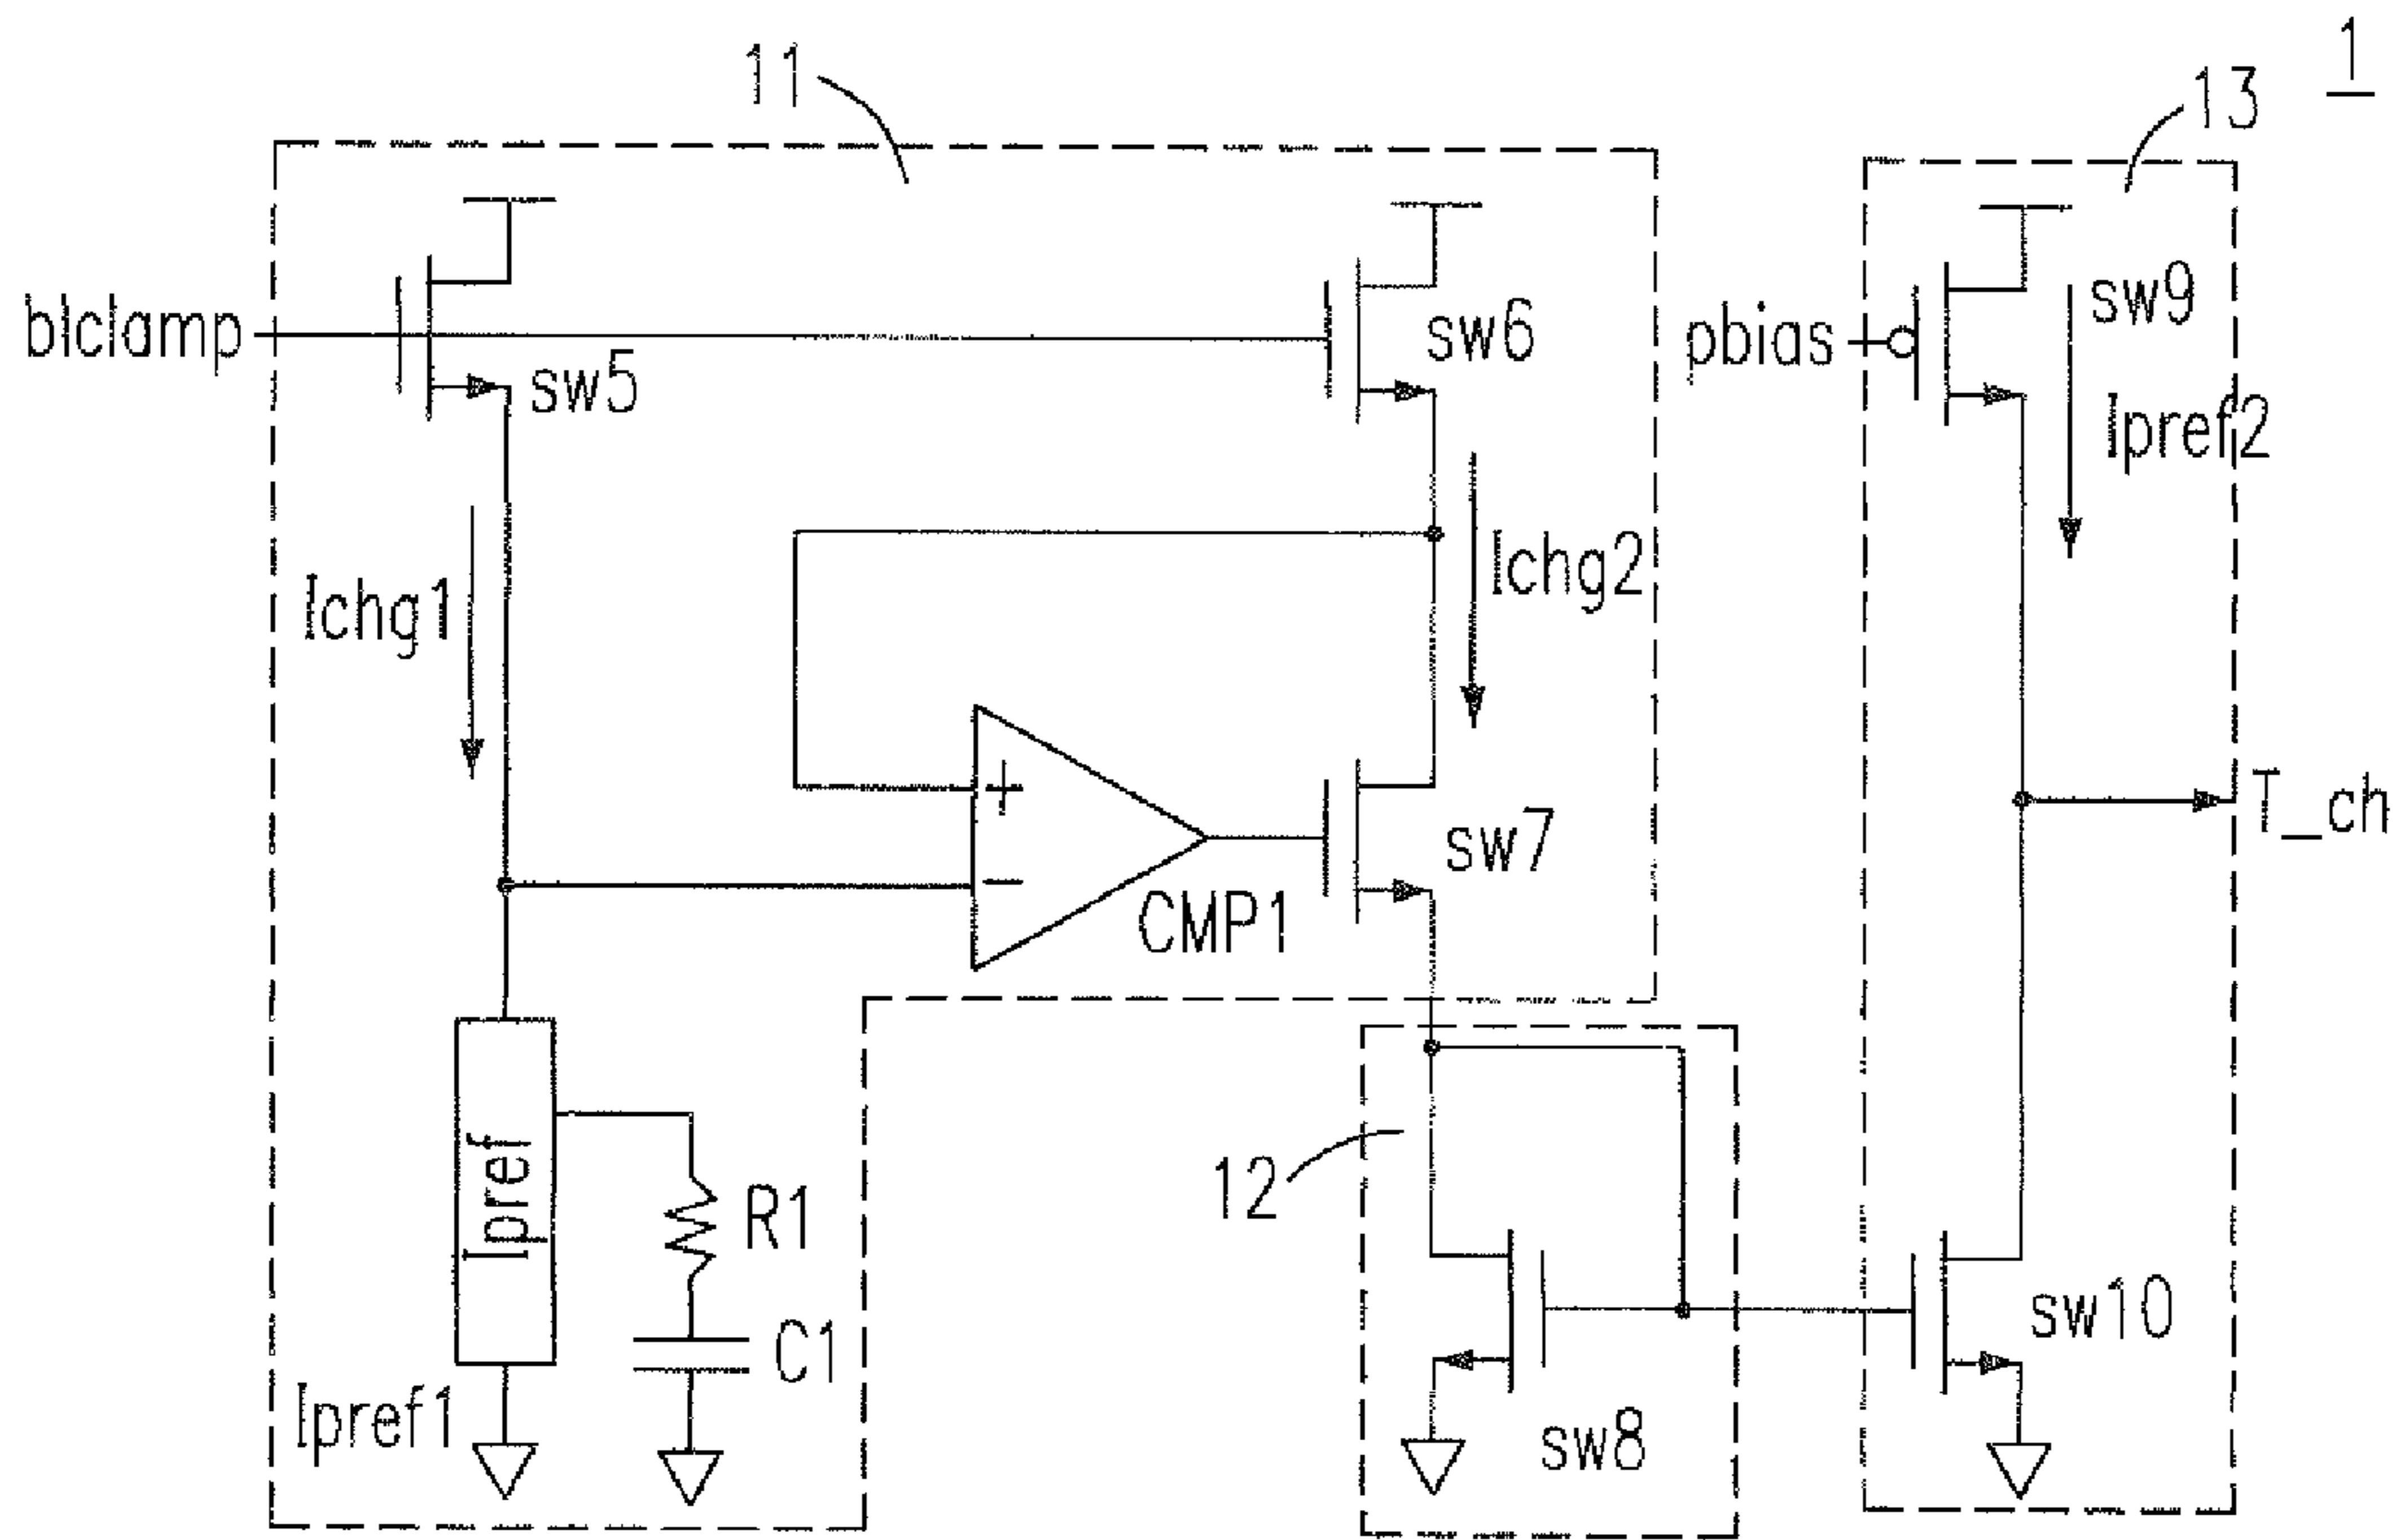 1
11
13
blclamp
sw5
sw6
pbias
sw9
Ipref2
Ichg1
Ichg2
+
−
CMP1
sw7
T_ch
Ipref
R1
C1
Ipref1
12
sw8
sw10